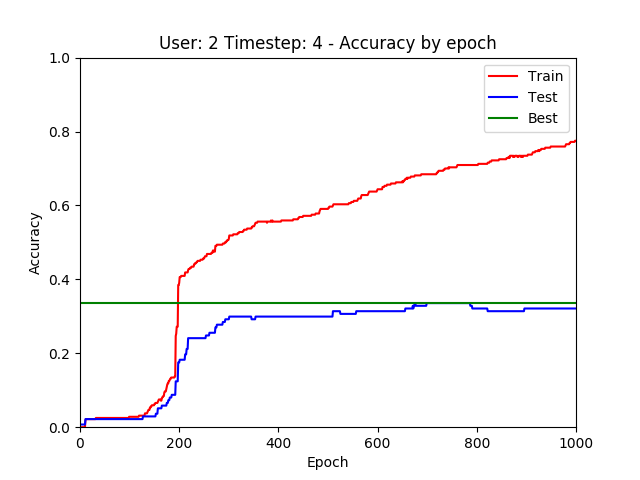 User: 2 Timestep: 4 - Accuracy by epoch
1.0
0.8
0.6
0.4
0.2
0.0
Accuracy
Train
Test
Best
0 200 400 600 800 1000
Epoch